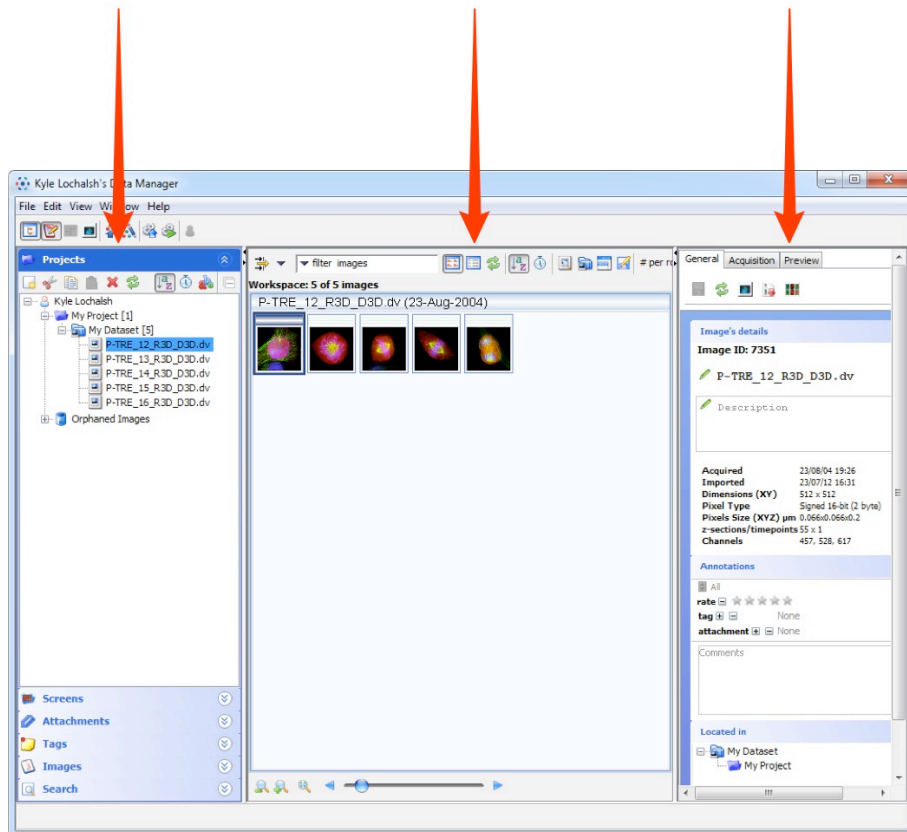 Kyle Lochalsh's Data Manager
File Edit View Window Help
Projects
Kyle Lochalsh
My Project [1]
My Dataset [5]
P-TRE_12_R3D_D3D.dv
P-TRE_13_R3D_D3D.dv
P-TRE_14_R3D_D3D.dv
P-TRE_15_R3D_D3D.dv
P-TRE_16_R3D_D3D.dv
Orphaned Images
Screens
Attachments
Tags
Images
Search
filter images
# per
Workspace: 5 of 5 images
P-TRE_12_R3D_D3D.dv (23-Aug-2004)
General Acquisition Preview
Image's details
Image ID: 7351
P-TRE_12_R3D_D3D.dv
Description
Acquired 23/08/04 19:26
Imported 23/07/12 16:31
Dimensions (XY) 512 x 512
Pixel Type Signed 16-bit (2 byte)
Pixels Size (XYZ) µm 0.066x0.066x0.2
z-sections/timepoints 55 x 1
Channels 457, 528, 617
Annotations
All
rate
tag None
attachment None
Comments
Located in
My Dataset
My Project